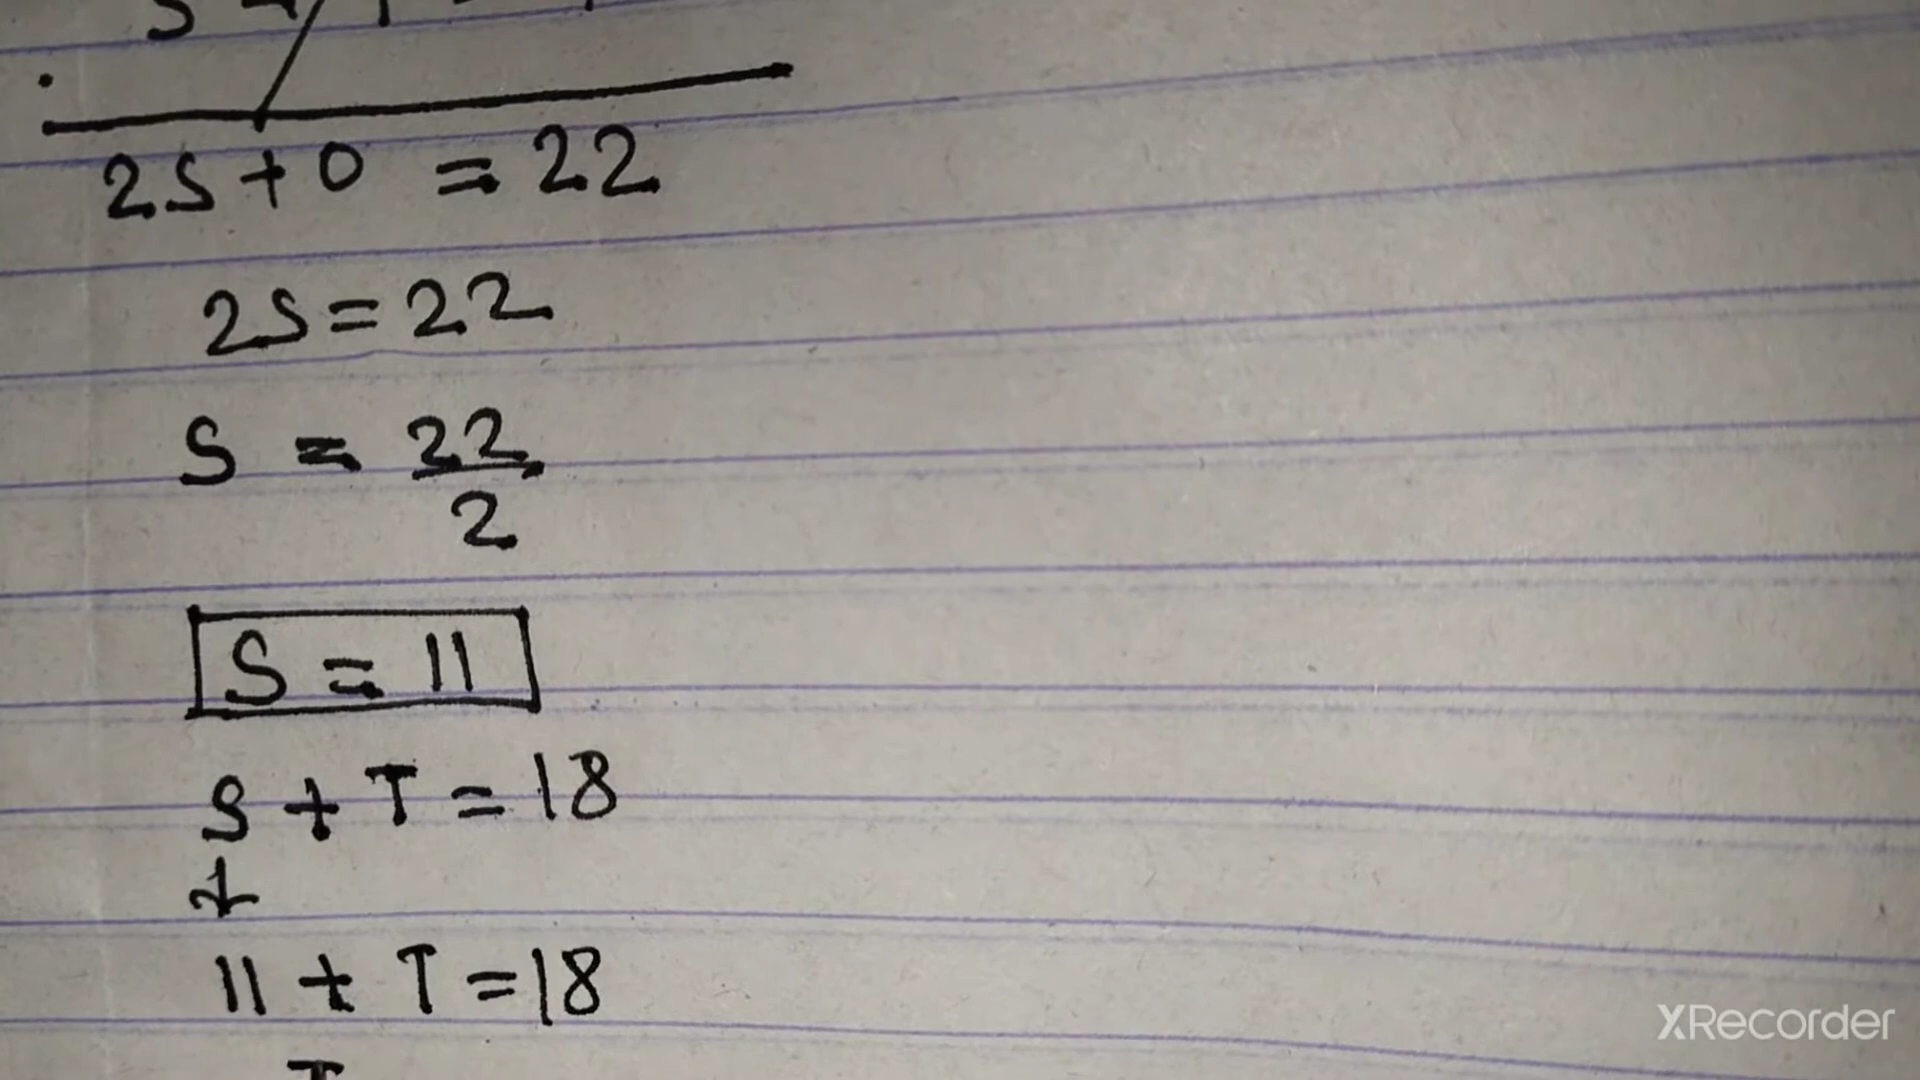 2S + 0 = 22
2S = 22
S = 22/2
S = 11
S + T = 18
11 + T = 18
T
XRecorder